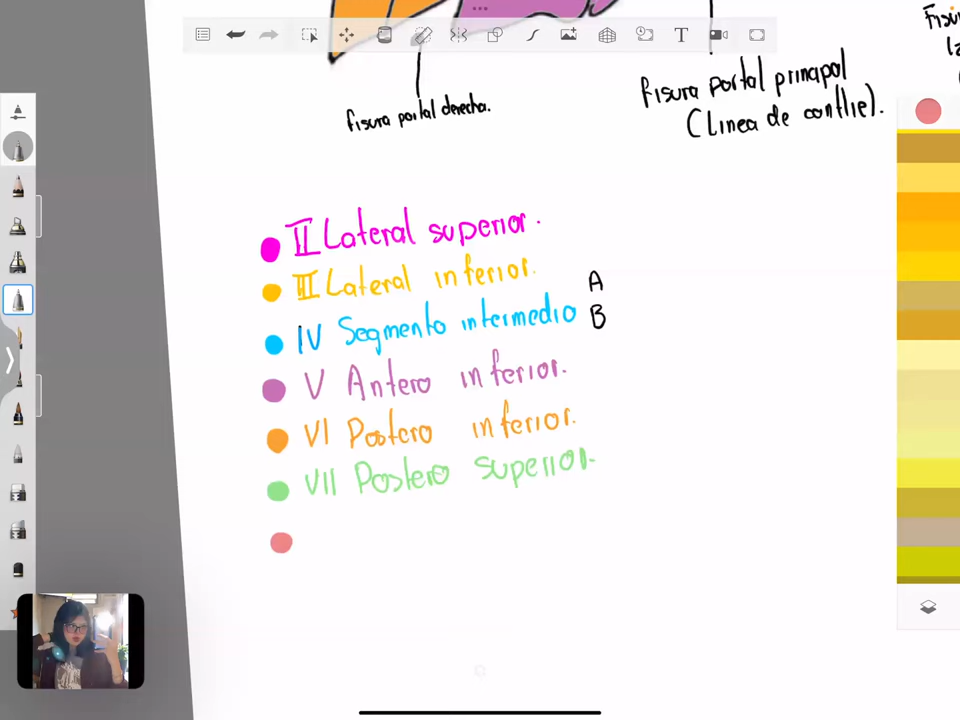 fisura portal derecha.
fisura portal principal
(linea de
II Lateral superior.
III Lateral inferior.
A
IV Segmento intermedio
B
V Antero inferior.
VI Postero inferior.
VII Postero superior.
T